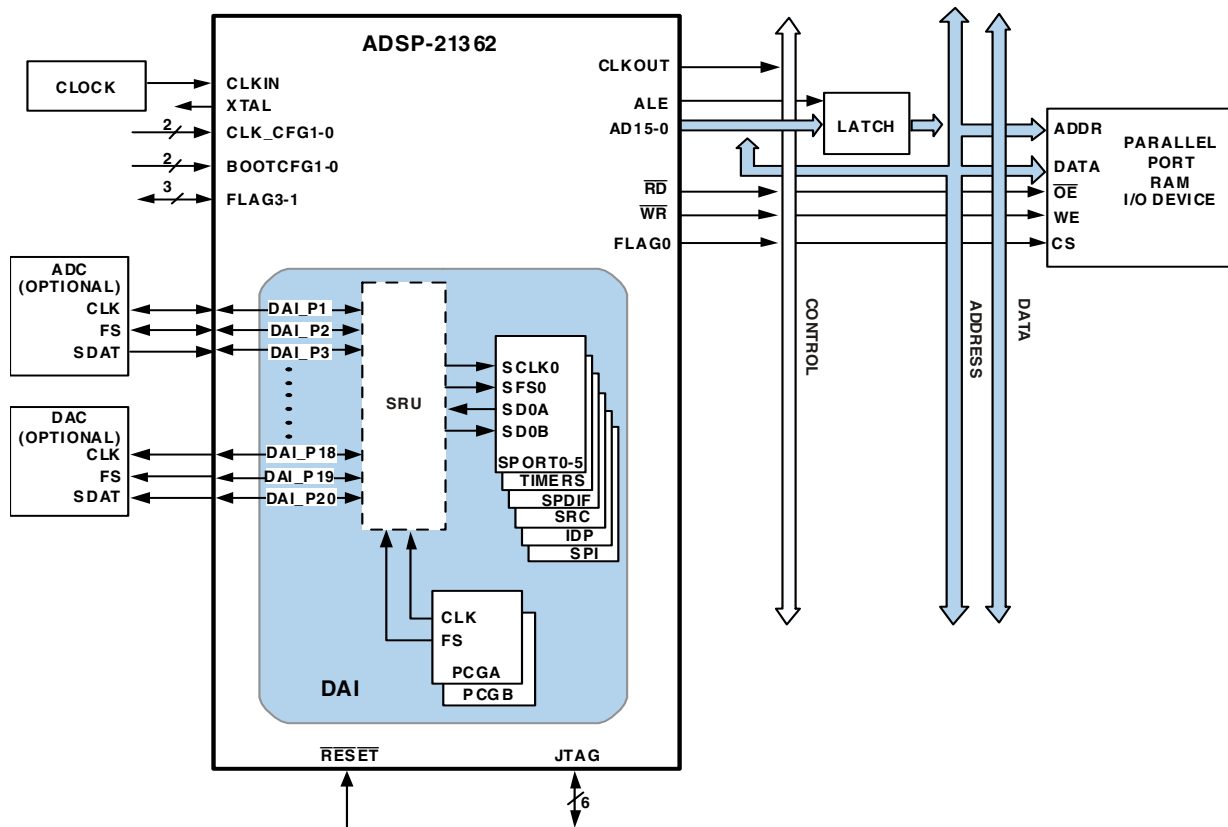 ADSP-21362
CLOCK
CLKIN
XTAL
2
CLK_CFG1-0
2
BOOTCFG1-0
3
FLAG3-1
CLKOUT
ALE
AD15-0
RD
WR
FLAG0
LATCH
ADDR
DATA
OE
WE
CS
PARALLEL
PORT
RAM
I/O DEVICE
CONTROL
ADDRESS
DATA
ADC
(OPTIONAL)
CLK
FS
SDAT
DAC
(OPTIONAL)
CLK
FS
SDAT
DAI_P1
DAI_P2
DAI_P3
DAI_P18
DAI_P19
DAI_P20
SRU
SCLK0
SFS0
SD0A
SD0B
SPORT0-5
TIMERS
SPDIF
SRC
IDP
SPI
CLK
FS
PCGA
PCGB
DAI
RESET
JTAG
6